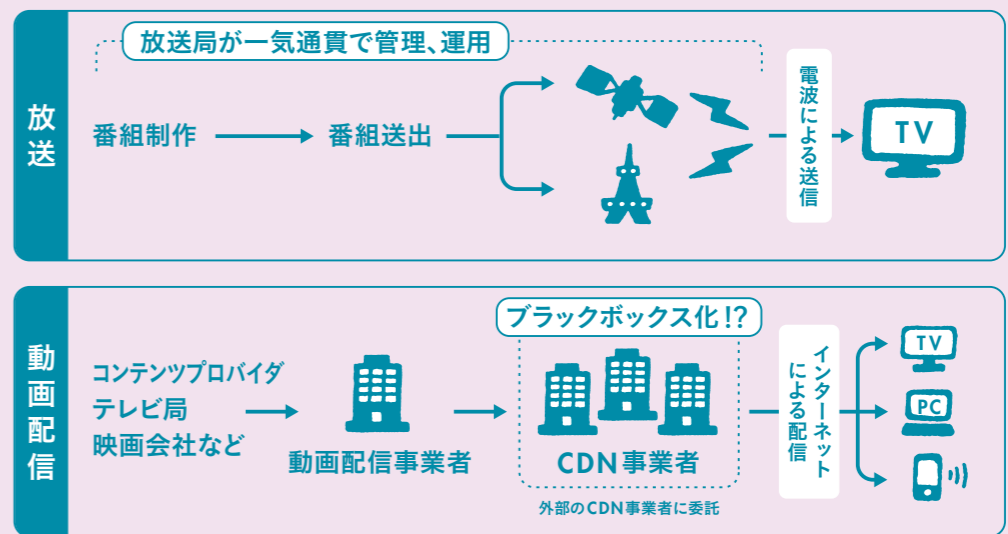 放送
放送局が一気通貫で管理、運用
番組制作
番組送出
電波による送信
TV
動画配信
コンテンツプロバイダ
テレビ局
映画会社など
動画配信事業者
ブラックボックス化!?
CDN事業者
外部のCDN事業者に委託
インターネット
による配信
TV
PC